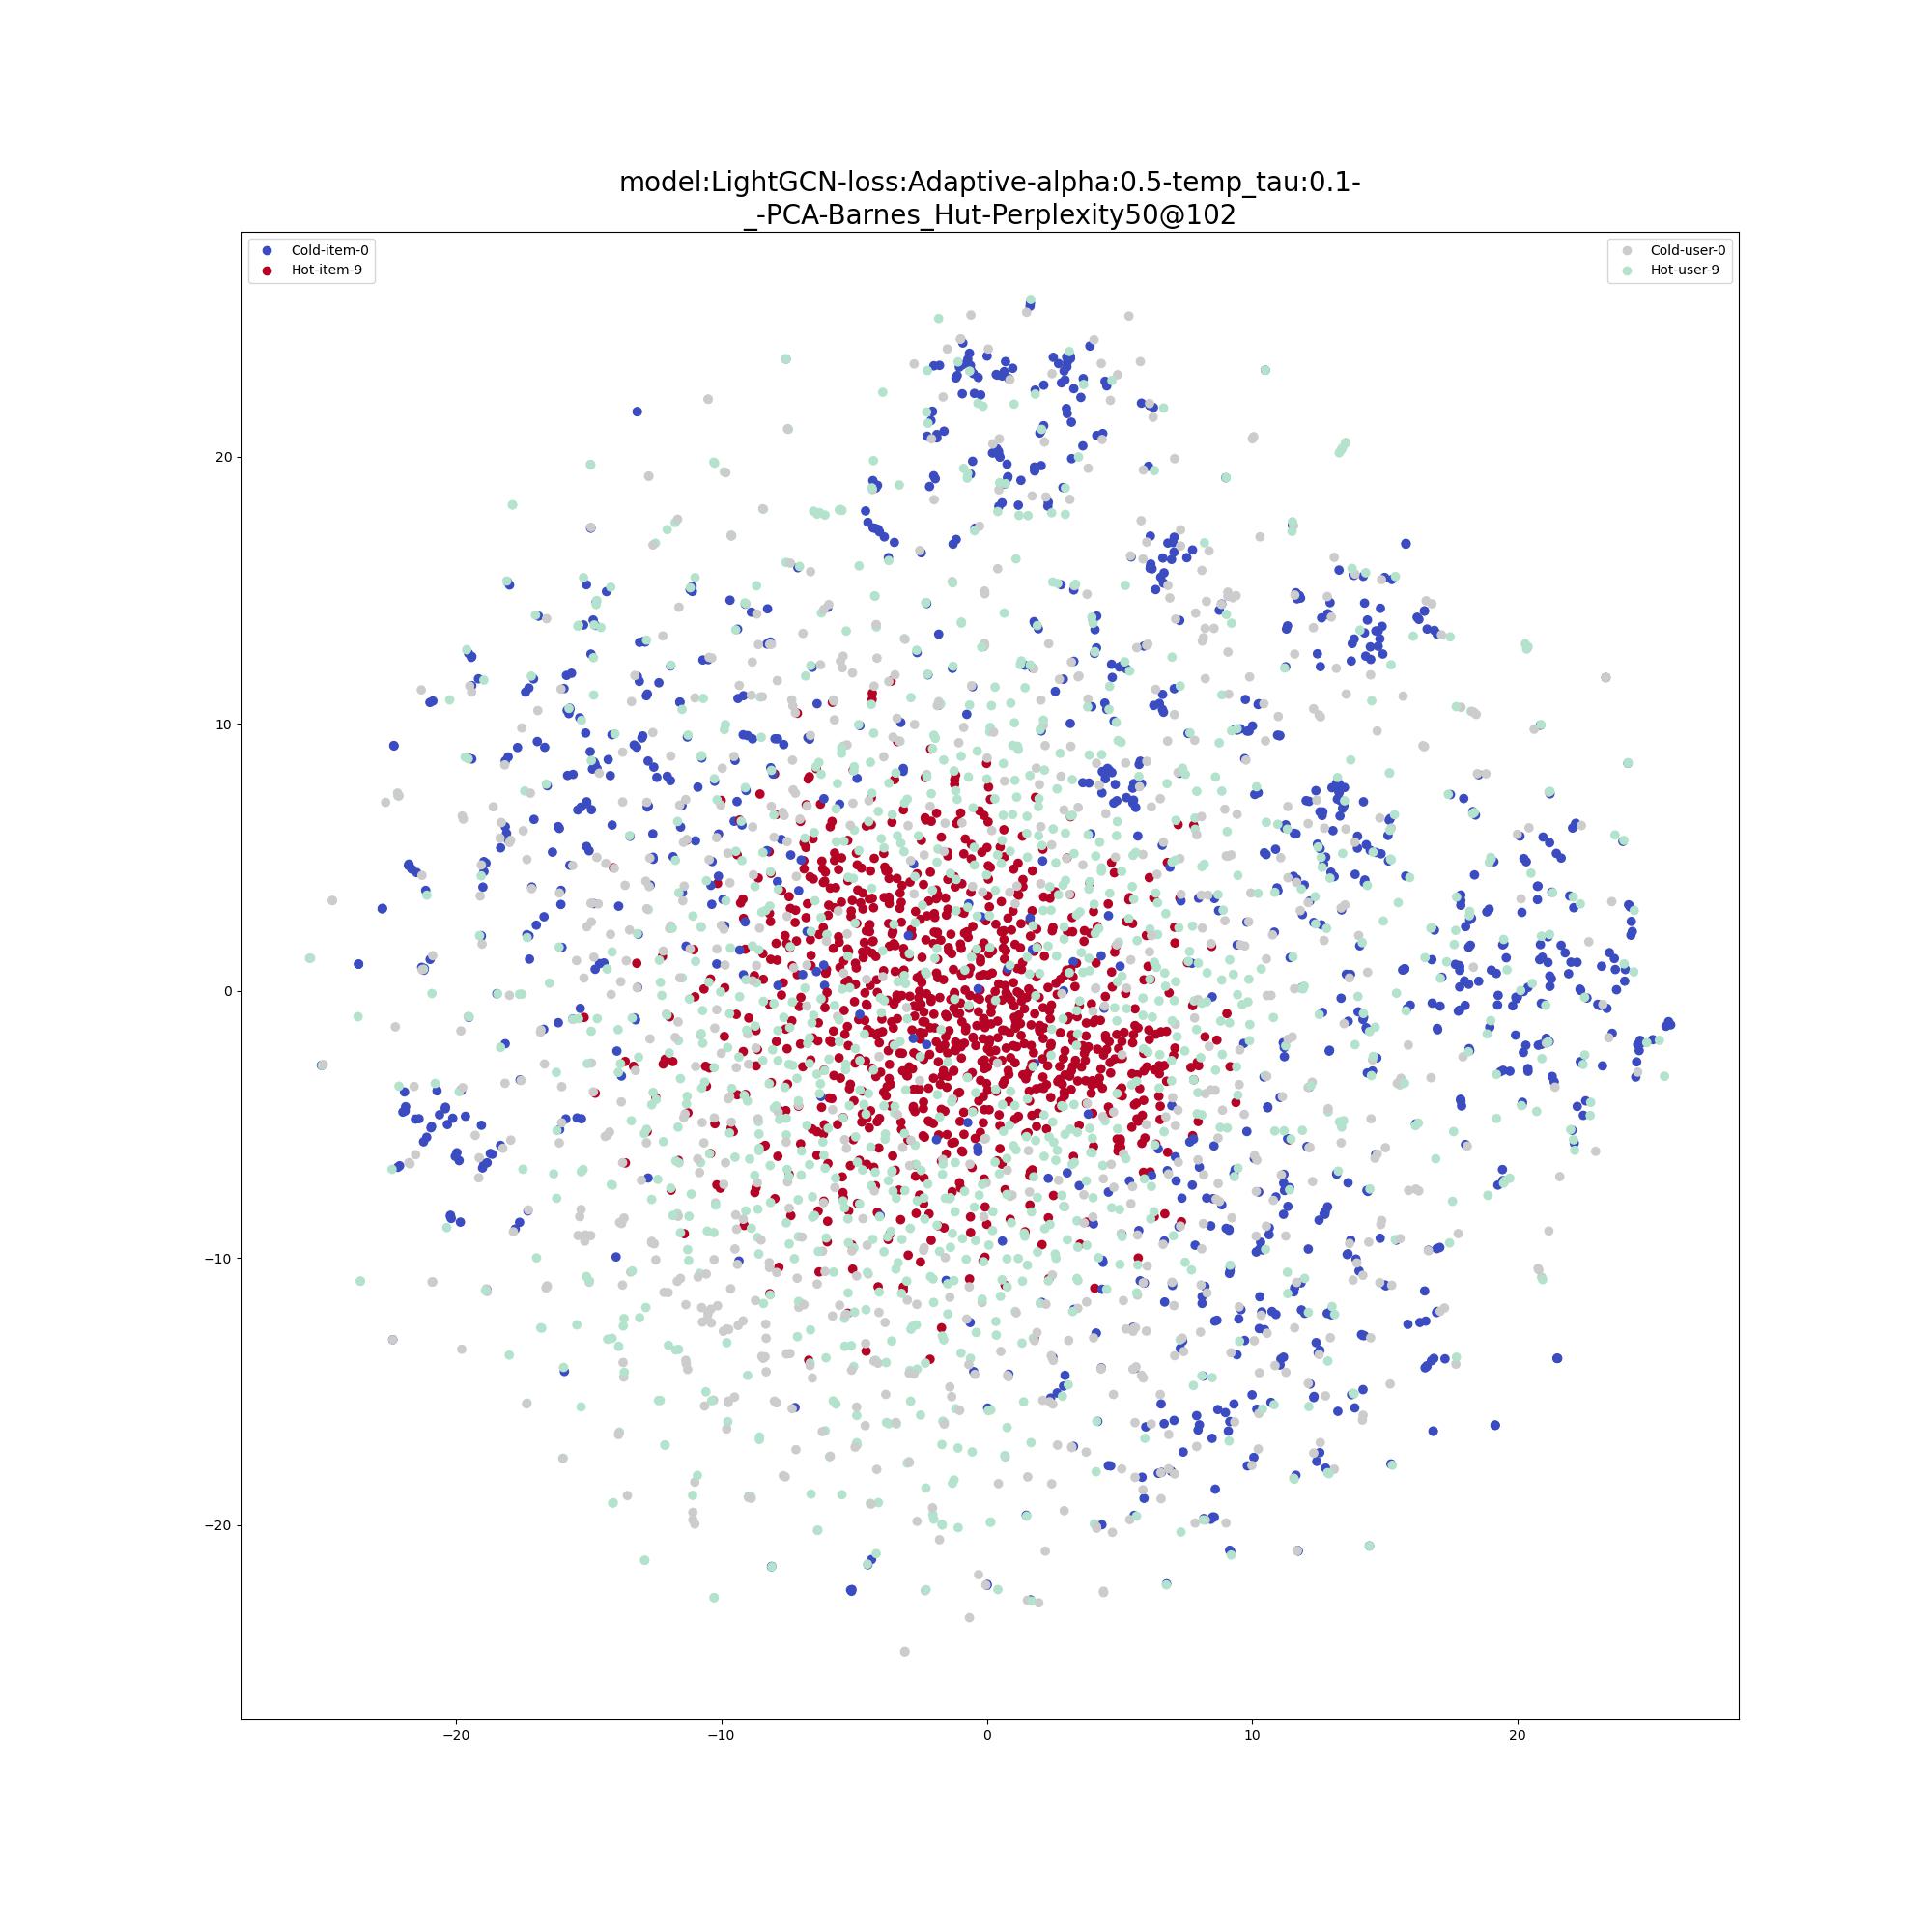 model:LightGCN-loss:Adaptive-alpha:0.5-temp_tau:0.1-
_-PCA-Barnes_Hut-Perplexity50@102
Cold-item-0
Hot-item-9
Cold-user-0
Hot-user-9
20
10
0
−10
−20
−20
−10
0
10
20